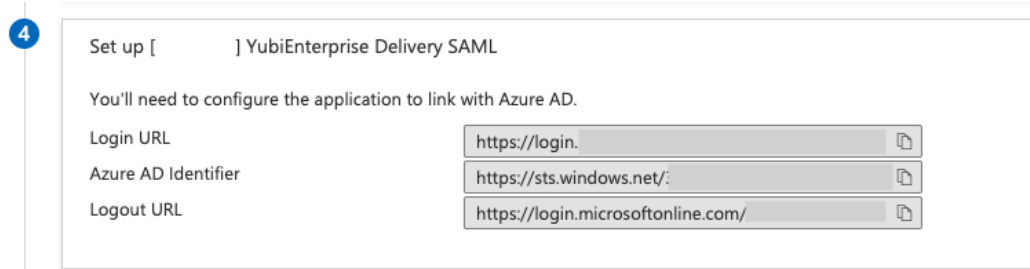 4
Set up [ ] YubiEnterprise Delivery SAML
You'll need to configure the application to link with Azure AD.
Login URL
https://login.
Azure AD Identifier
https://sts.windows.net/
Logout URL
https://login.microsoftonline.com/